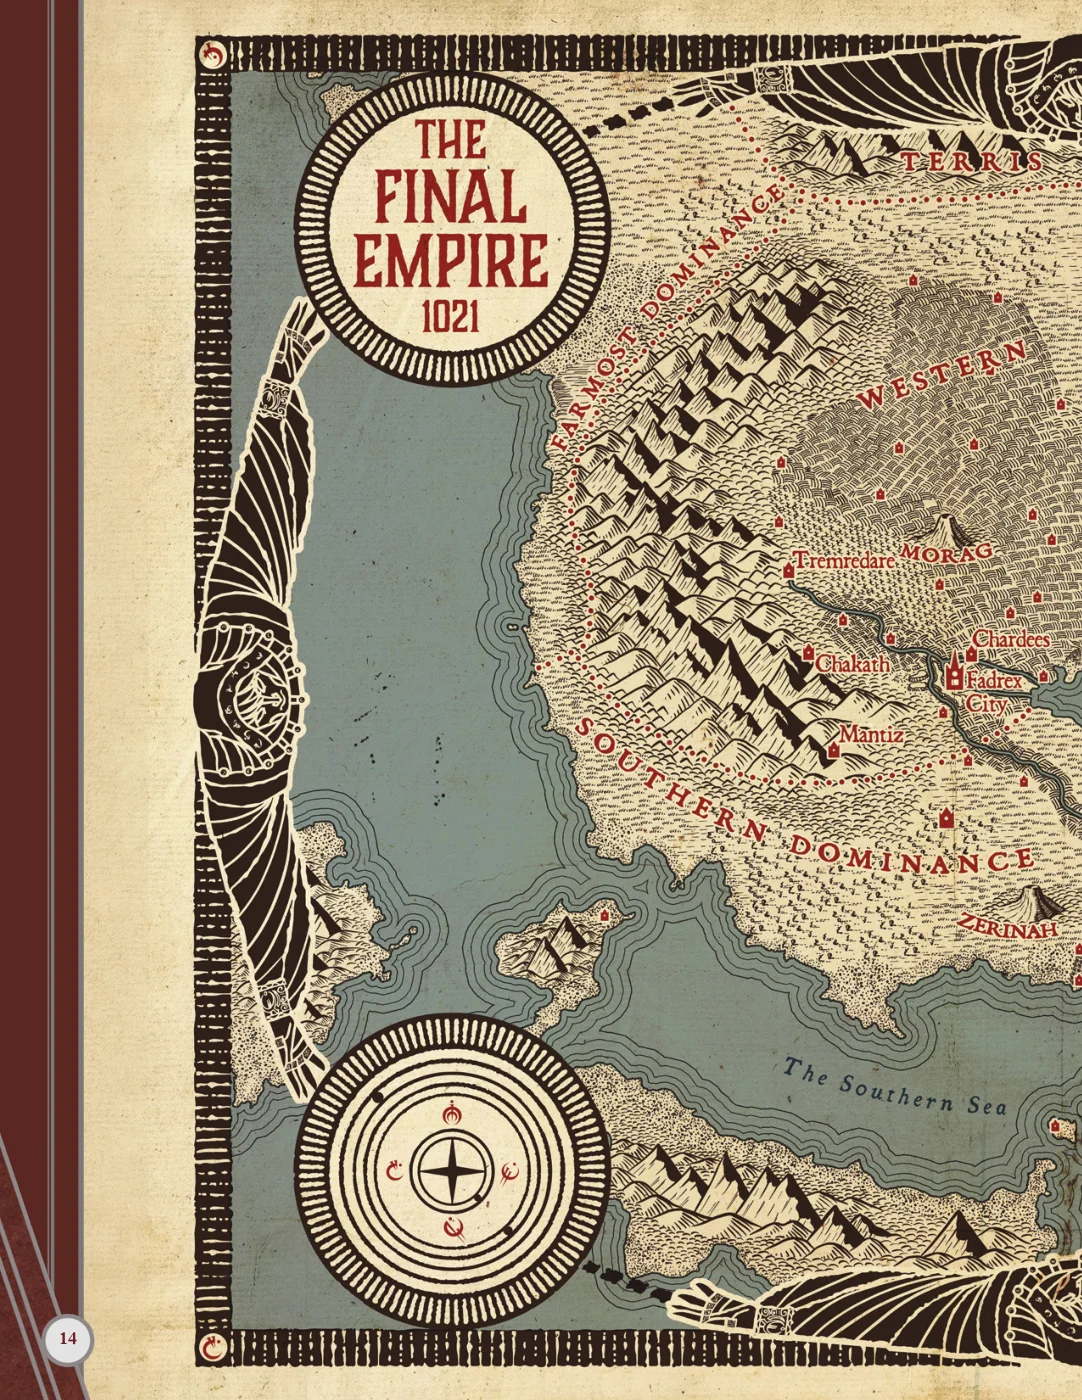 THE
FINAL
EMPIRE
1021
TERRIS
FARMOST DOMINANCE
WESTERN
MORAG
Tremredare
Chardees
Chakath
Fadrex
City
Mantiz
SOUTHERN DOMINANCE
ZERINAH
The Southern Sea
14